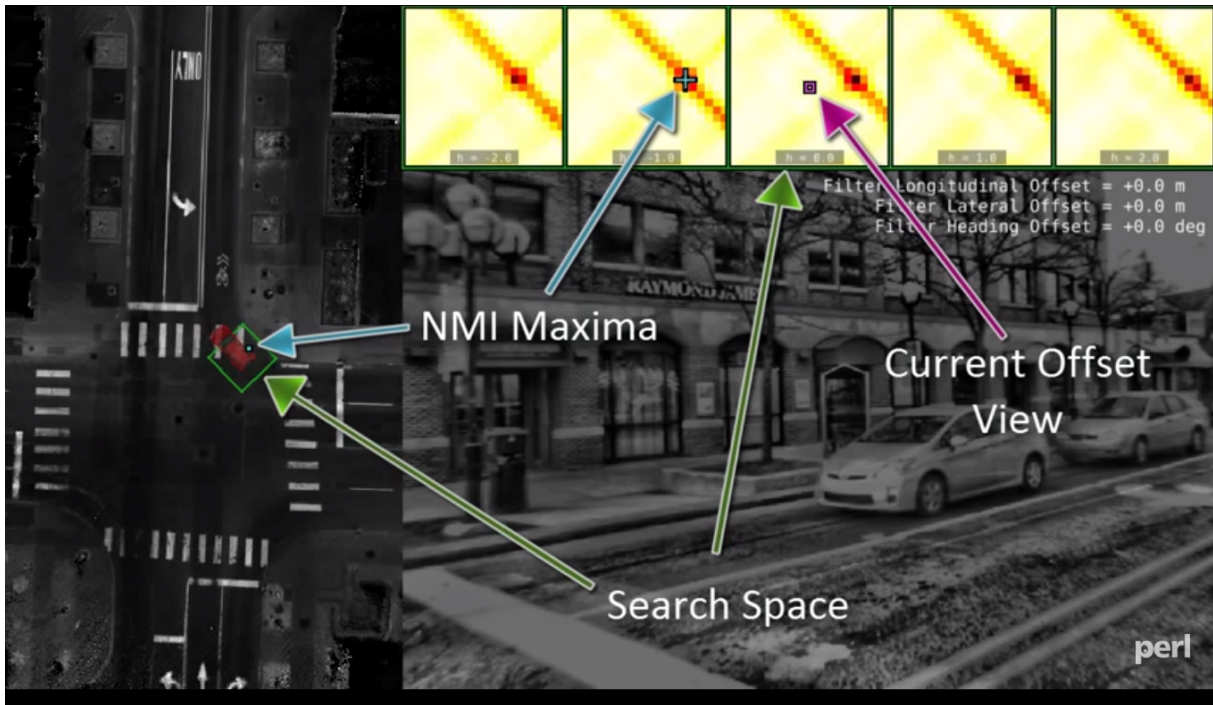 ONLY
h = -2.0
h = -1.0
h = 0.0
h = 1.0
h = 2.0
Filter Longitudinal Offset = +0.0 m
Filter Lateral Offset = +0.0 m
Filter Heading Offset = +0.0 deg
RAYMOND JAMES
NMI Maxima
Current Offset
View
Search Space
perl